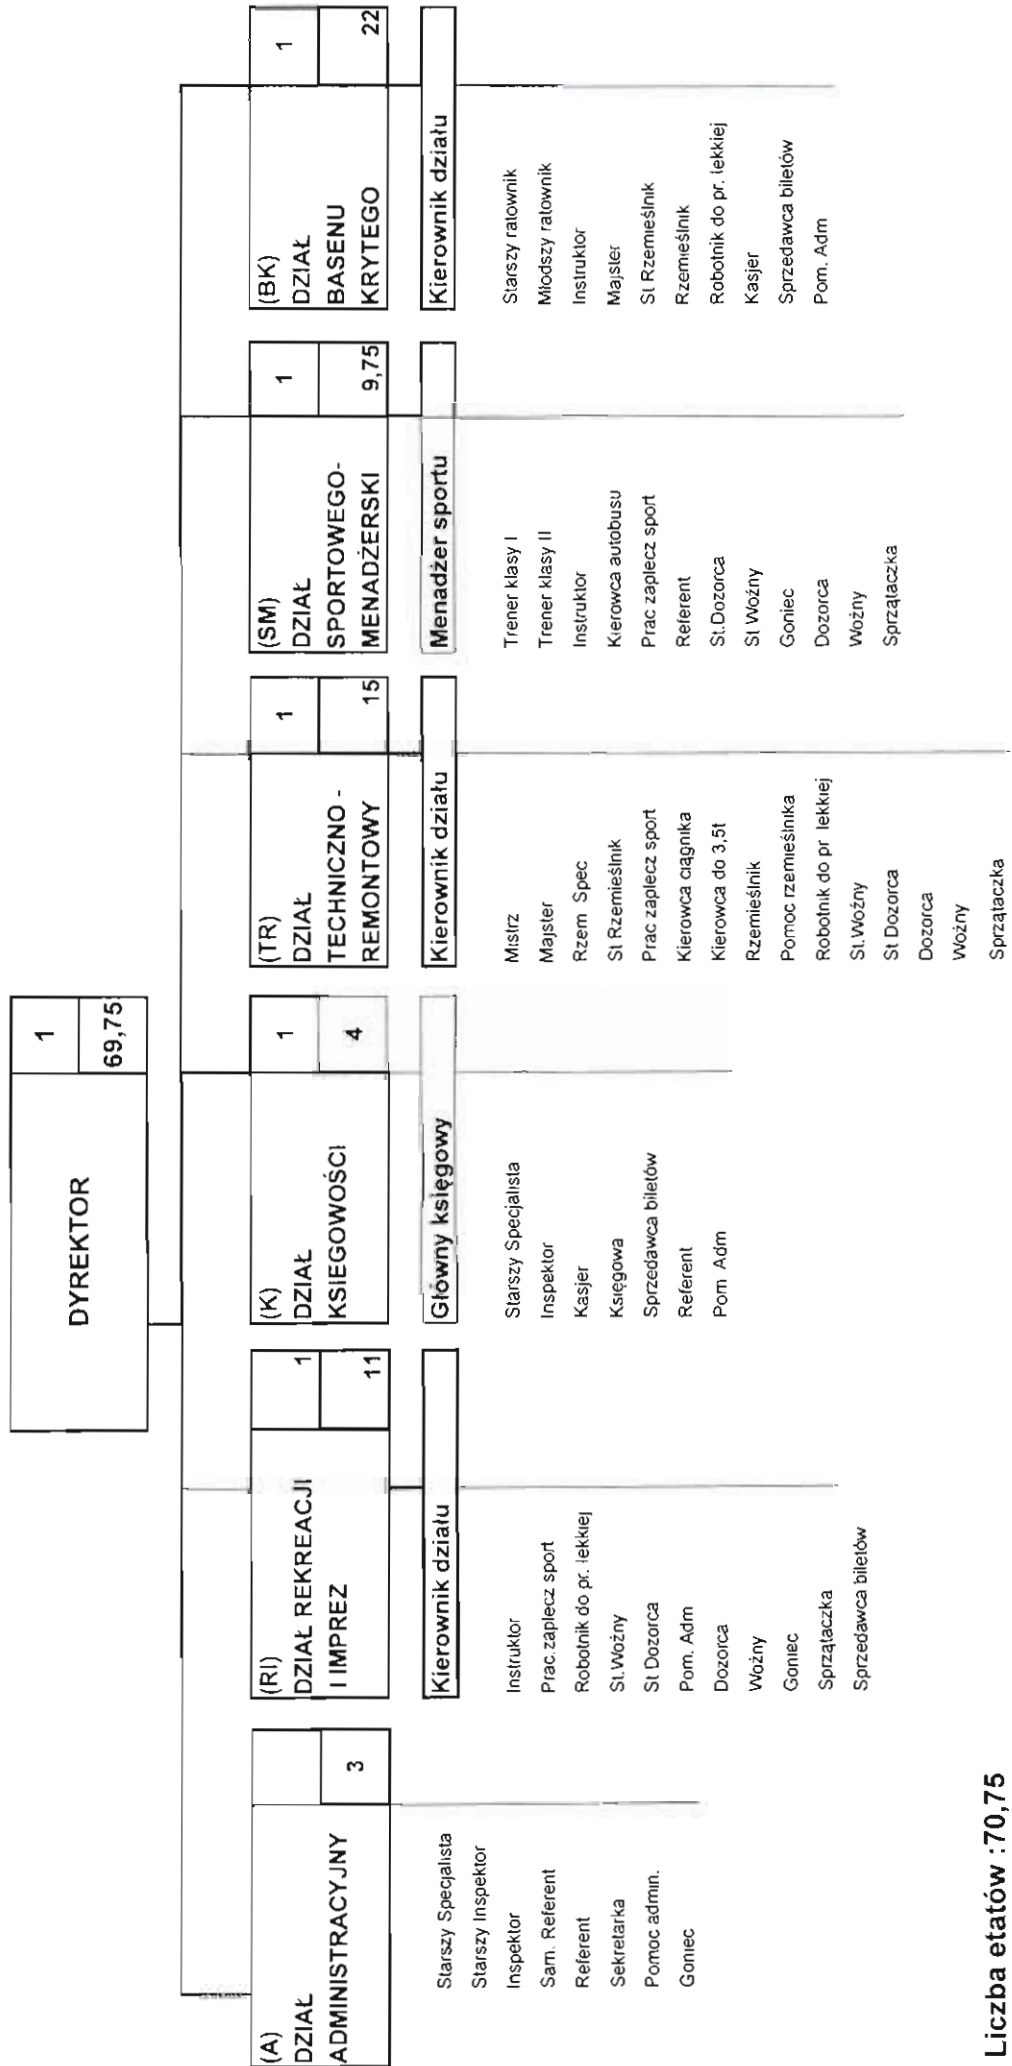 DYREKTOR
1
69,75
(A)
DZIAŁ
ADMINISTRACYJNY
3
Starszy Specjalista
Starszy Inspektor
Inspektor
Sam. Referent
Referent
Sekretarka
Pomoc admin.
Goniec
(RI)
DZIAŁ REKREACJI
I IMPREZ
1
11
Kierownik działu
Instruktor
Prac.zaplecz sport
Robotnik do pr. lekkiej
St.Woźny
St Dozorca
Pom. Adm
Dozorca
Woźny
Goniec
Sprzątaczka
Sprzedawca biletów
(K)
DZIAŁ
KSIEGOWOŚCI
1
4
Główny księgowy
Starszy Specjalista
Inspektor
Kasjer
Księgowa
Sprzedawca biletów
Referent
Pom Adm
(TR)
DZIAŁ
TECHNICZNO -
REMONTOWY
1
15
Kierownik działu
Mistrz
Majster
Rzem Spec
St Rzemieślnik
Prac zaplecz sport
Kierowca ciągnika
Kierowca do 3,5t
Rzemieślnik
Pomoc rzemieślnika
Robotnik do pr lekkiej
St.Woźny
St Dozorca
Dozorca
Woźny
Sprzątaczka
(SM)
DZIAŁ
SPORTOWEGO-
MENADŻERSKI
1
9,75
Menadżer sportu
Trener klasy I
Trener klasy II
Instruktor
Kierowca autobusu
Prac zaplecz sport
Referent
St.Dozorca
St Woźny
Goniec
Dozorca
Woźny
Sprzątaczka
(BK)
DZIAŁ
BASENU
KRYTEGO
1
22
Kierownik działu
Starszy ratownik
Młodszy ratownik
Instruktor
Majster
St Rzemieślnik
Rzemieślnik
Robotnik do pr. lekkiej
Kasjer
Sprzedawca biletów
Pom. Adm
Liczba etatów :70,75